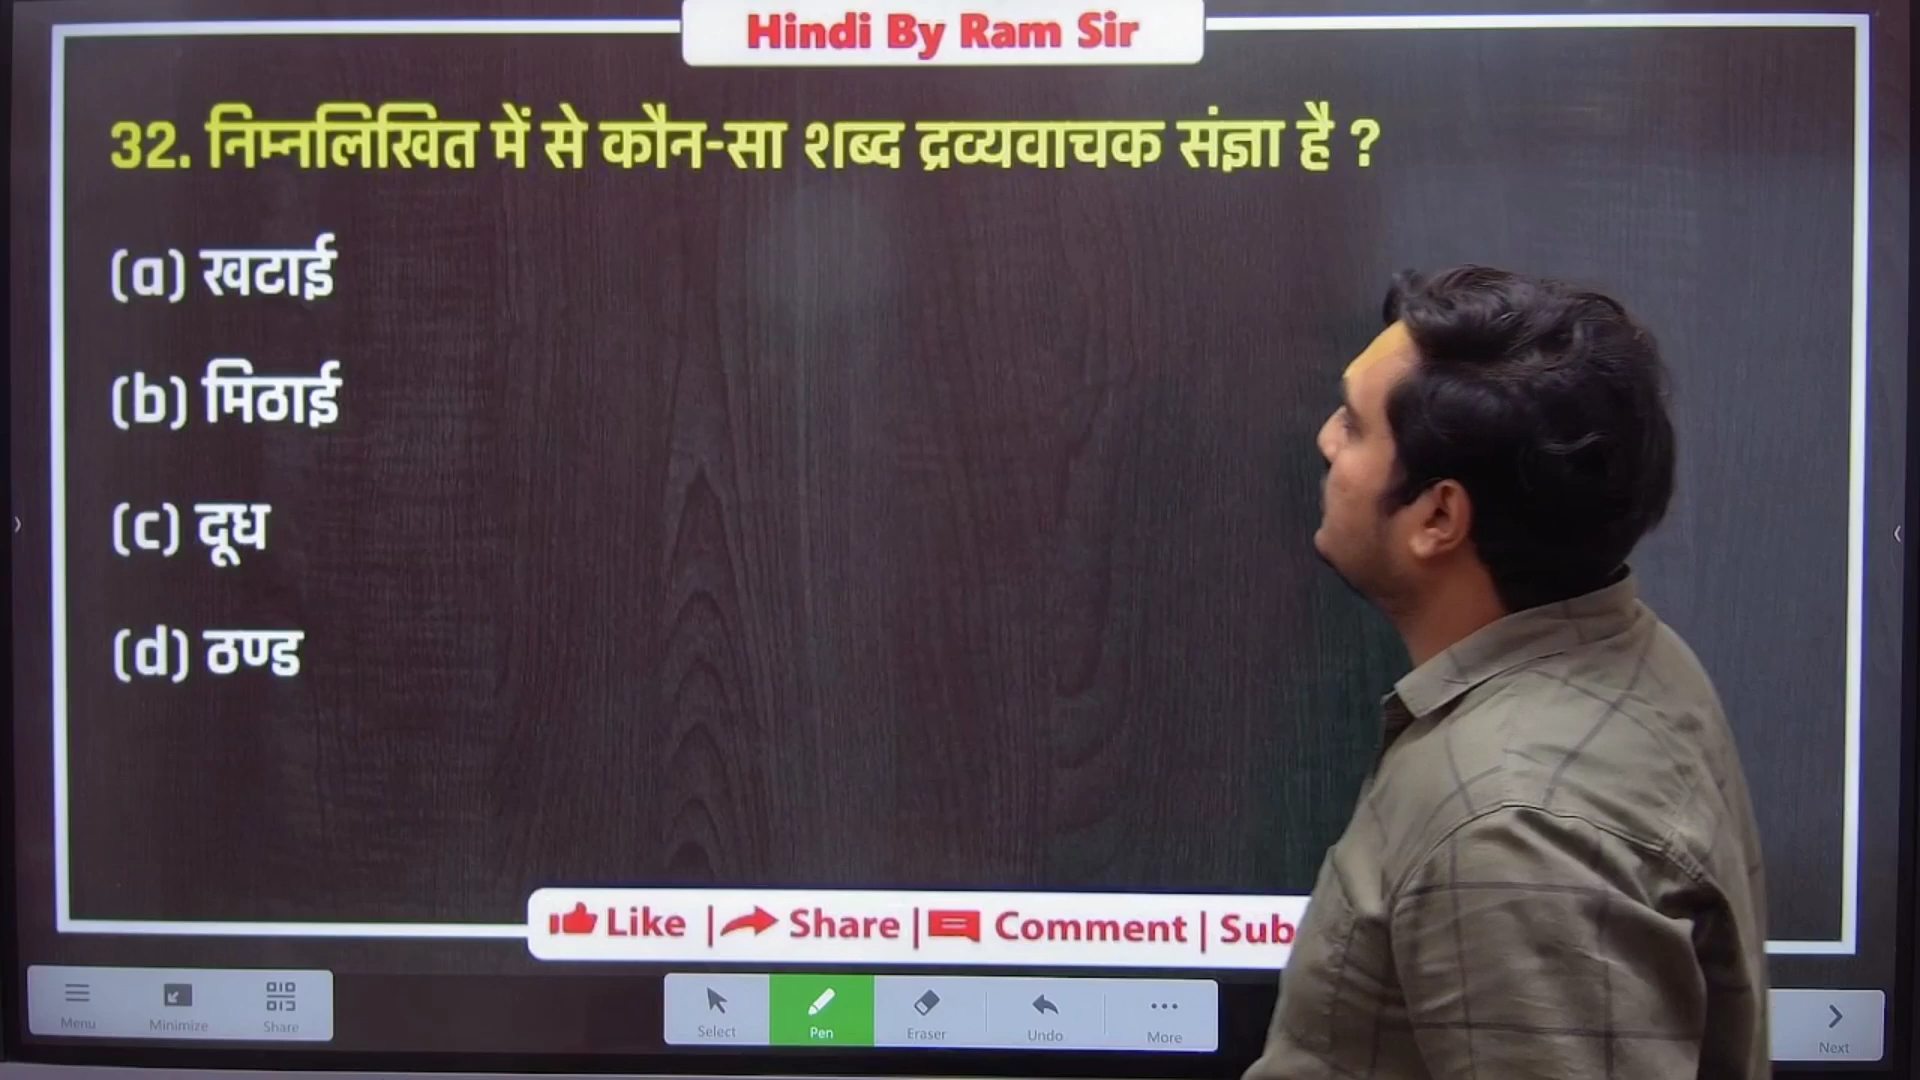 Hindi By Ram Sir
32. निम्नलिखित में से कौन-सा शब्द द्रव्यवाचक संज्ञा है ?
(a) खटाई
(b) मिठाई
(c) दूध
(d) ठण्ड
Like | Share | Comment | Sub
Menu Minimize Share Select Pen Eraser Undo More Next